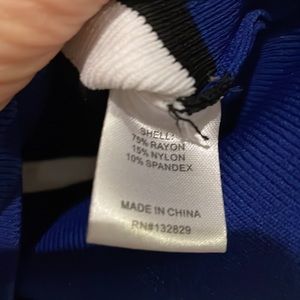 SHELL:
75% RAYON
15% NYLON
10% SPANDEX
MADE IN CHINA
RN#132829